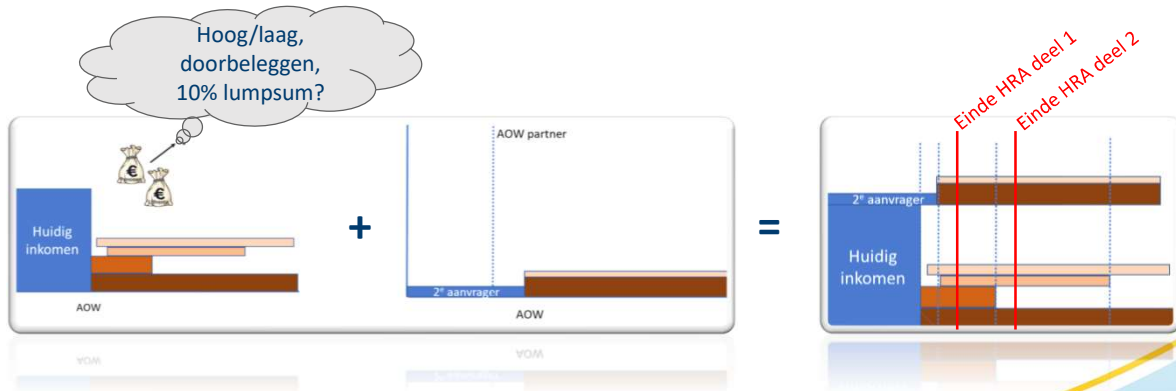 Hoog/laag,
doorbeleggen,
10% lumpsum?
€
€
Huidig
inkomen
AOW
+
AOW partner
2e aanvrager
AOW
=
Einde HRA deel 1
Einde HRA deel 2
2e aanvrager
Huidig
inkomen